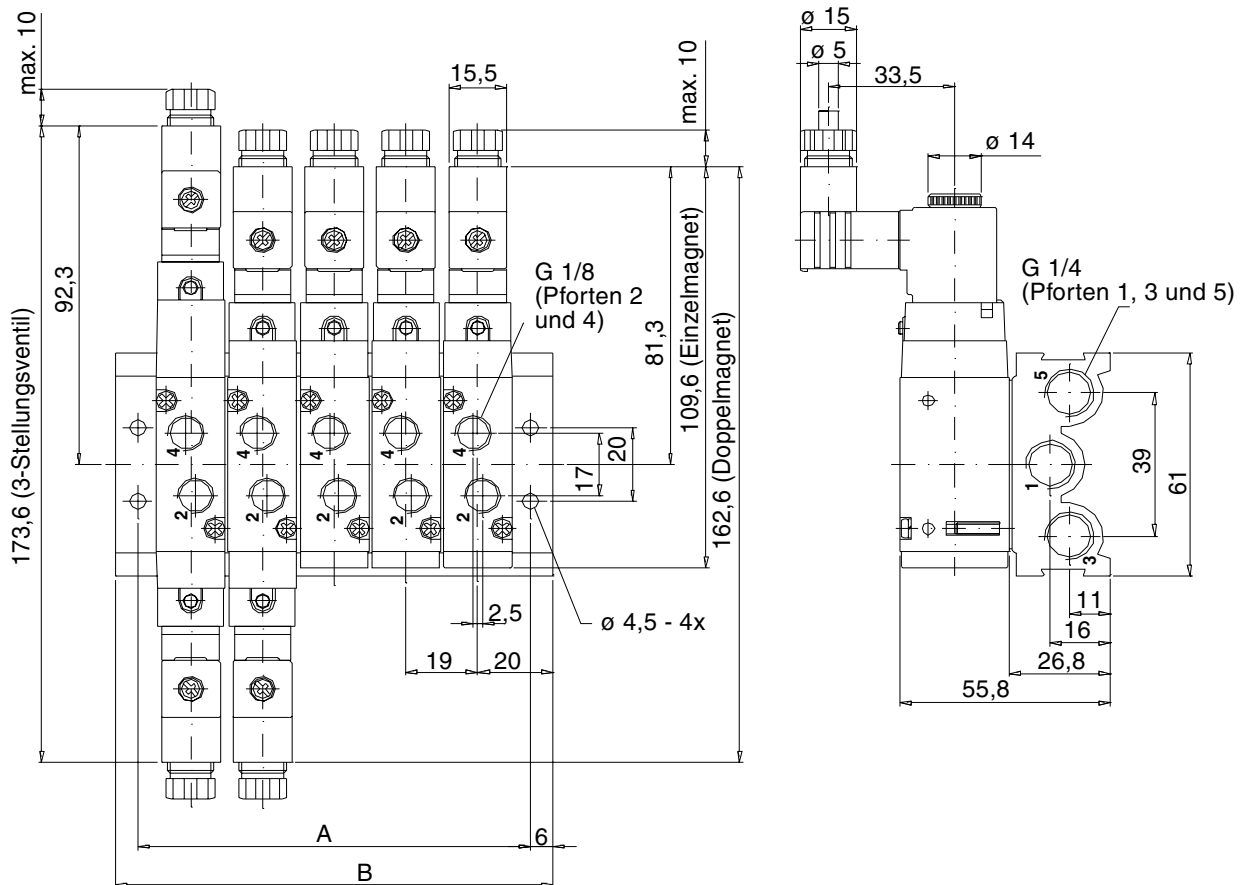 max. 10
173,6 (3-Stellungsventil)
92,3
15,5
max. 10
G 1/8
(Pforten 2
und 4)
81,3
109,6 (Einzelmagnet)
162,6 (Doppelmagnet)
20
17
4
4
4
4
4
2
2
2
2
2
2,5
ø 4,5 - 4x
19
20
A
6
B
ø 15
ø 5
33,5
ø 14
G 1/4
(Pforten 1, 3 und 5)
5
1
3
39
61
11
16
26,8
55,8